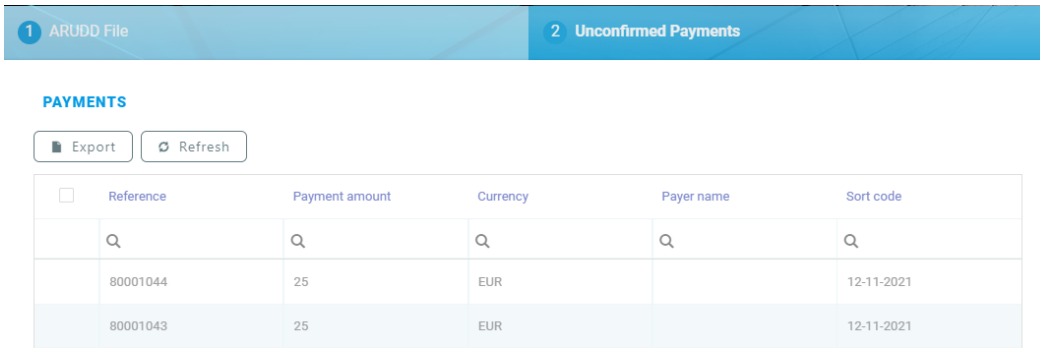 1 ARUDD File
2 Unconfirmed Payments
PAYMENTS
Export Refresh
Reference Payment amount Currency Payer name Sort code
80001044 25 EUR 12-11-2021
80001043 25 EUR 12-11-2021